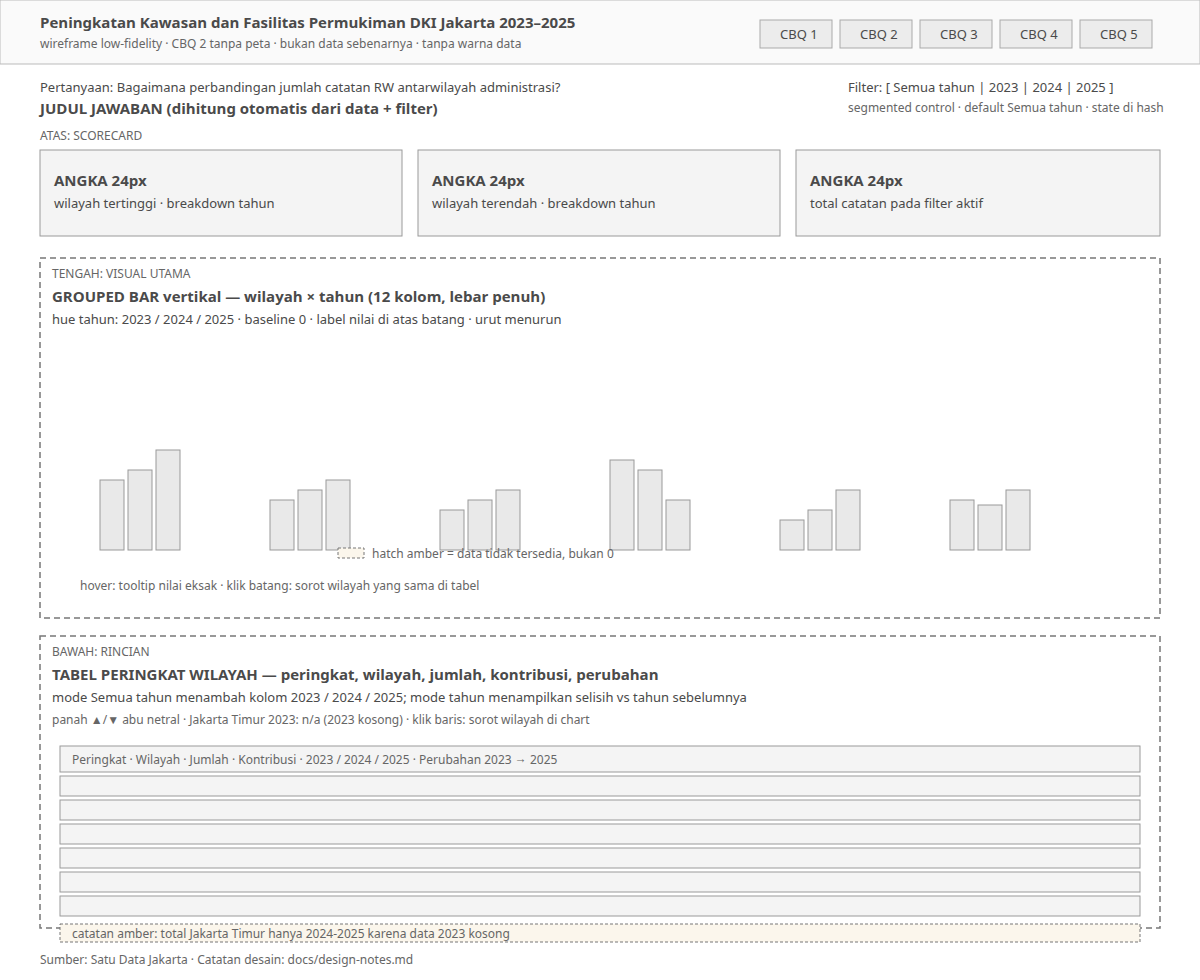 Peningkatan Kawasan dan Fasilitas Permukiman DKI Jakarta 2023–2025
wireframe low-fidelity · CBQ 2 tanpa peta · bukan data sebenarnya · tanpa warna data
CBQ 1
CBQ 2
CBQ 3
CBQ 4
CBQ 5
Pertanyaan: Bagaimana perbandingan jumlah catatan RW antarwilayah administrasi?
JUDUL JAWABAN (dihitung otomatis dari data + filter)
Filter: [ Semua tahun | 2023 | 2024 | 2025 ]
segmented control · default Semua tahun · state di hash
ATAS: SCORECARD
ANGKA 24px
wilayah tertinggi · breakdown tahun
ANGKA 24px
wilayah terendah · breakdown tahun
ANGKA 24px
total catatan pada filter aktif
TENGAH: VISUAL UTAMA
GROUPED BAR vertikal — wilayah × tahun (12 kolom, lebar penuh)
hue tahun: 2023 / 2024 / 2025 · baseline 0 · label nilai di atas batang · urut menurun
hatch amber = data tidak tersedia, bukan 0
hover: tooltip nilai eksak · klik batang: sorot wilayah yang sama di tabel
BAWAH: RINCIAN
TABEL PERINGKAT WILAYAH — peringkat, wilayah, jumlah, kontribusi, perubahan
mode Semua tahun menambah kolom 2023 / 2024 / 2025; mode tahun menampilkan selisih vs tahun sebelumnya
panah ▲/▼ abu netral · Jakarta Timur 2023: n/a (2023 kosong) · klik baris: sorot wilayah di chart
Peringkat · Wilayah · Jumlah · Kontribusi · 2023 / 2024 / 2025 · Perubahan 2023 → 2025
catatan amber: total Jakarta Timur hanya 2024-2025 karena data 2023 kosong
Sumber: Satu Data Jakarta · Catatan desain: docs/design-notes.md